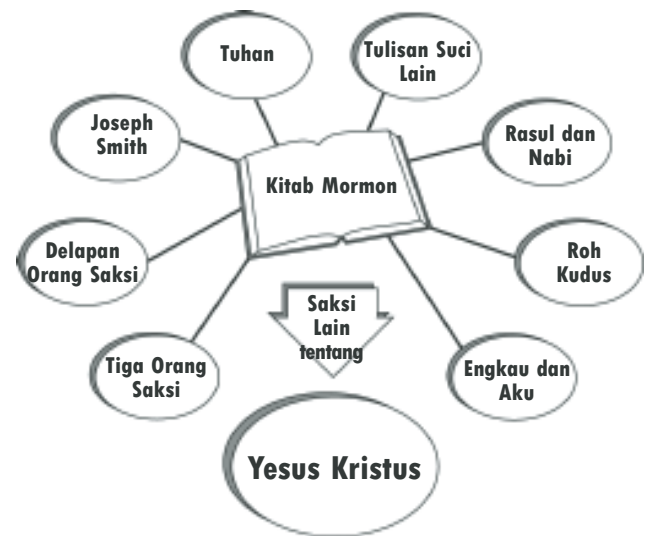 Tuhan
Tulisan Suci
Lain
Joseph
Smith
Rasul dan
Nabi
Kitab Mormon
Delapan
Orang Saksi
Roh
Kudus
Saksi
Lain
tentang
Tiga Orang
Saksi
Engkau dan
Aku
Yesus Kristus